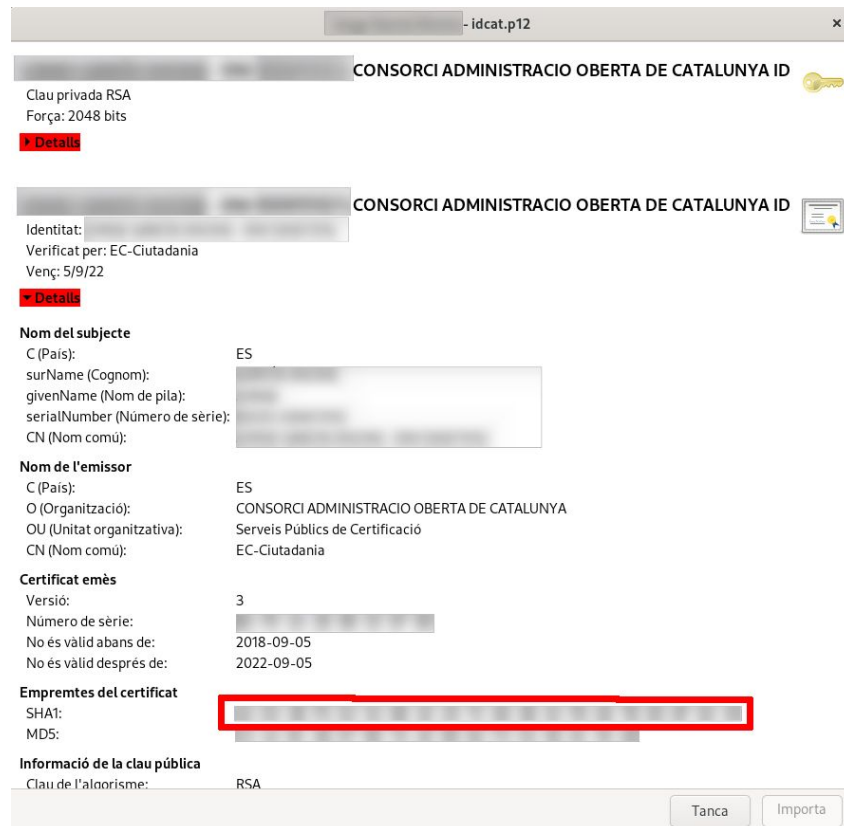 - idcat.p12 ×
CONSORCI ADMINISTRACIO OBERTA DE CATALUNYA ID
Clau privada RSA
Força: 2048 bits
Detalls
CONSORCI ADMINISTRACIO OBERTA DE CATALUNYA ID
Identitat:
Verificat per: EC-Ciutadania
Venç: 5/9/22
Detalls
Nom del subjecte
C (País): ES
surName (Cognom):
givenName (Nom de pila):
serialNumber (Número de sèrie):
CN (Nom comú):
Nom de l'emissor
C (País): ES
O (Organització): CONSORCI ADMINISTRACIO OBERTA DE CATALUNYA
OU (Unitat organitzativa): Serveis Públics de Certificació
CN (Nom comú): EC-Ciutadania
Certificat emès
Versió: 3
Número de sèrie:
No és vàlid abans de: 2018-09-05
No és vàlid després de: 2022-09-05
Empremtes del certificat
SHA1:
MD5:
Informació de la clau pública
Clau de l'algorisme: RSA
Tanca Importa